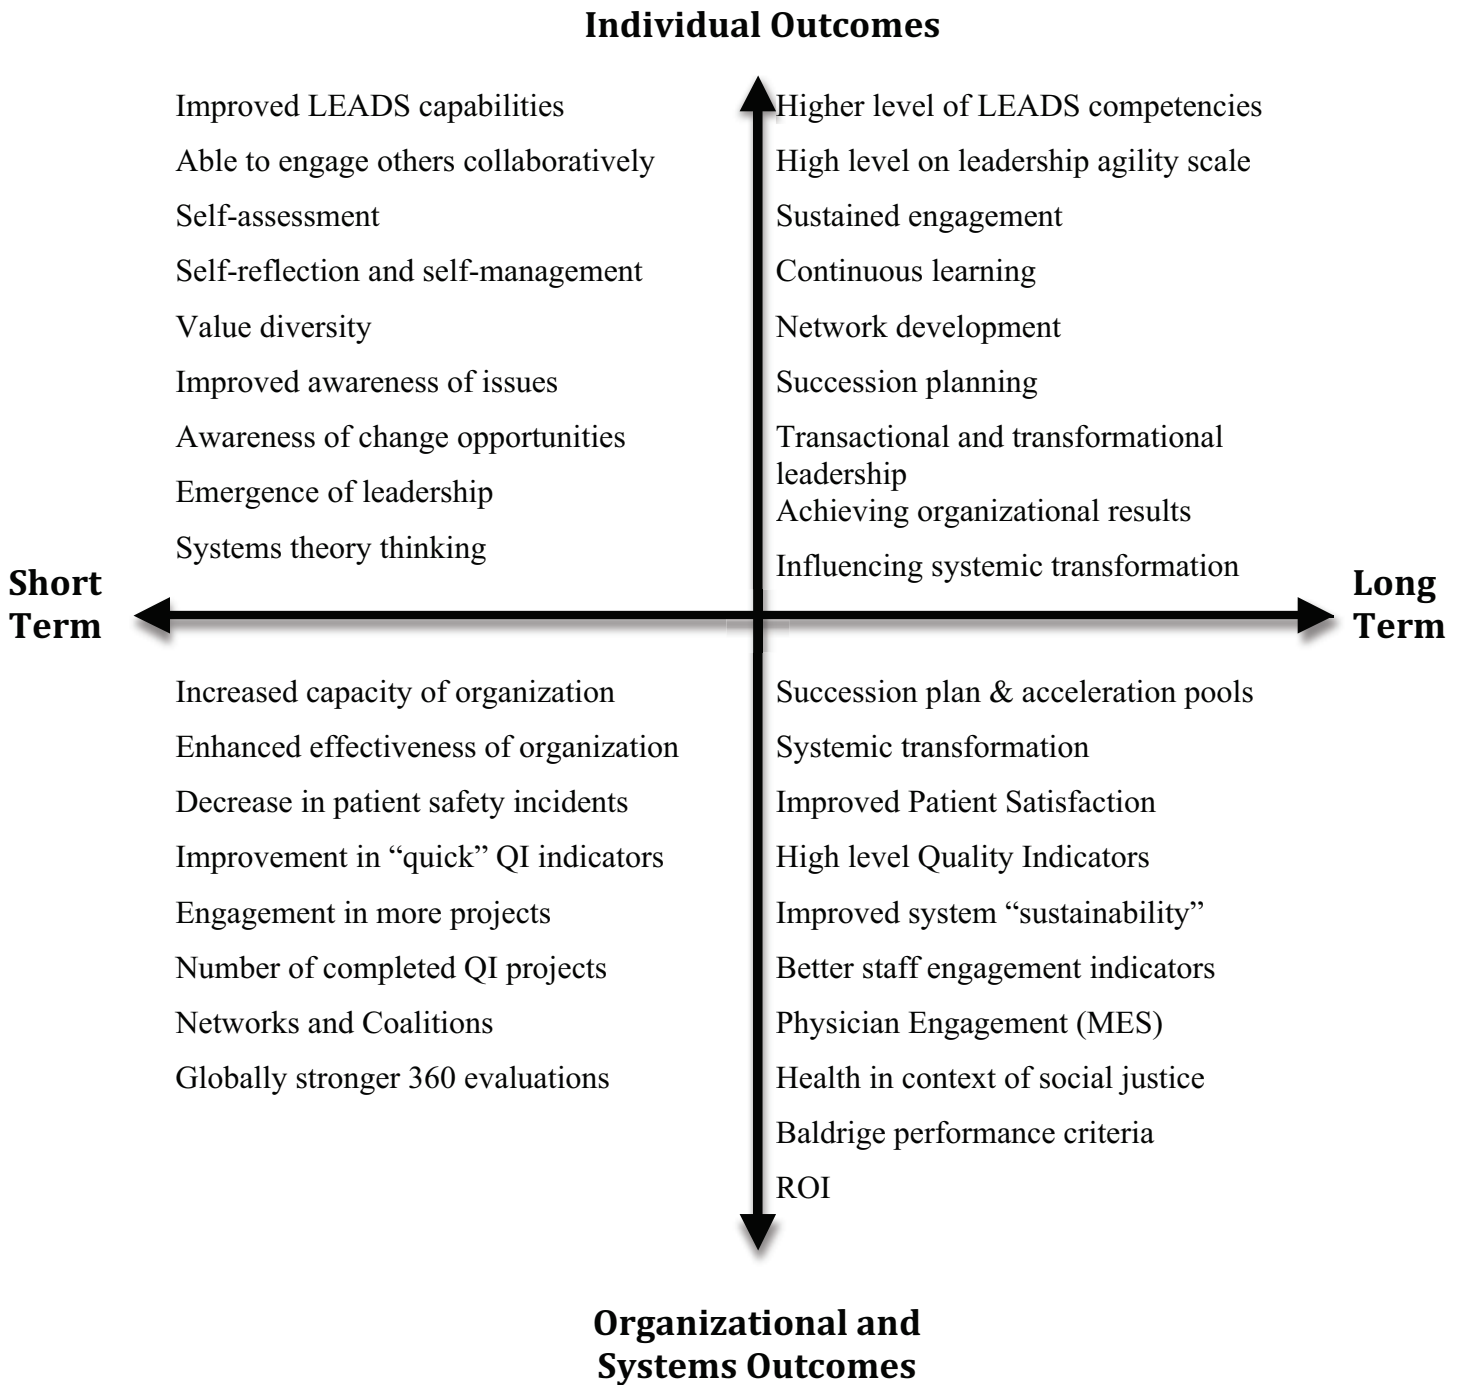 Individual Outcomes
Improved LEADS capabilities
Able to engage others collaboratively
Self-assessment
Self-reflection and self-management
Value diversity
Improved awareness of issues
Awareness of change opportunities
Emergence of leadership
Systems theory thinking
Higher level of LEADS competencies
High level on leadership agility scale
Sustained engagement
Continuous learning
Network development
Succession planning
Transactional and transformational
leadership
Achieving organizational results
Influencing systemic transformation
Short
Term
Long
Term
Increased capacity of organization
Enhanced effectiveness of organization
Decrease in patient safety incidents
Improvement in “quick” QI indicators
Engagement in more projects
Number of completed QI projects
Networks and Coalitions
Globally stronger 360 evaluations
Succession plan & acceleration pools
Systemic transformation
Improved Patient Satisfaction
High level Quality Indicators
Improved system “sustainability”
Better staff engagement indicators
Physician Engagement (MES)
Health in context of social justice
Baldrige performance criteria
ROI
Organizational and
Systems Outcomes